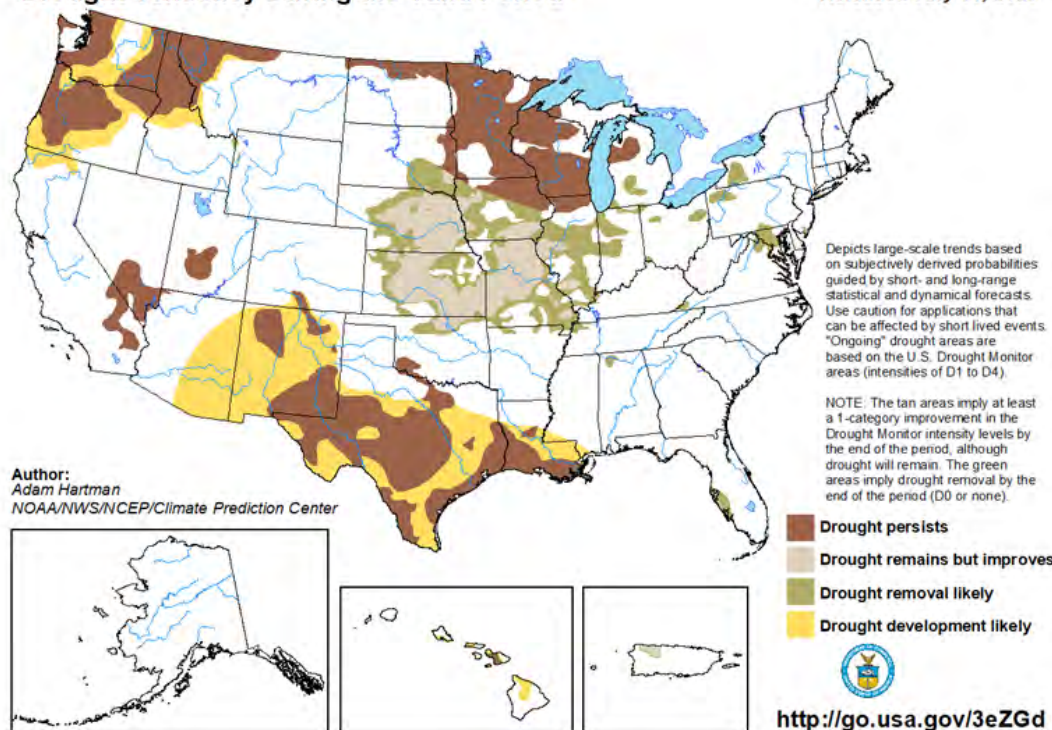 Depicts large-scale trends based
on subjectively derived probabilities
guided by short- and long-range
statistical and dynamical forecasts.
Use caution for applications that
can be affected by short lived events.
"Ongoing" drought areas are
based on the U.S. Drought Monitor
areas (intensities of D1 to D4).
NOTE: The tan areas imply at least
a 1-category improvement in the
Drought Monitor intensity levels by
the end of the period, although
drought will remain. The green
areas imply drought removal by the
end of the period (D0 or none).
Author:
Adam Hartman
NOAA/NWS/NCEP/Climate Prediction Center
Drought persists
Drought remains but improves
Drought removal likely
Drought development likely
http://go.usa.gov/3eZGd